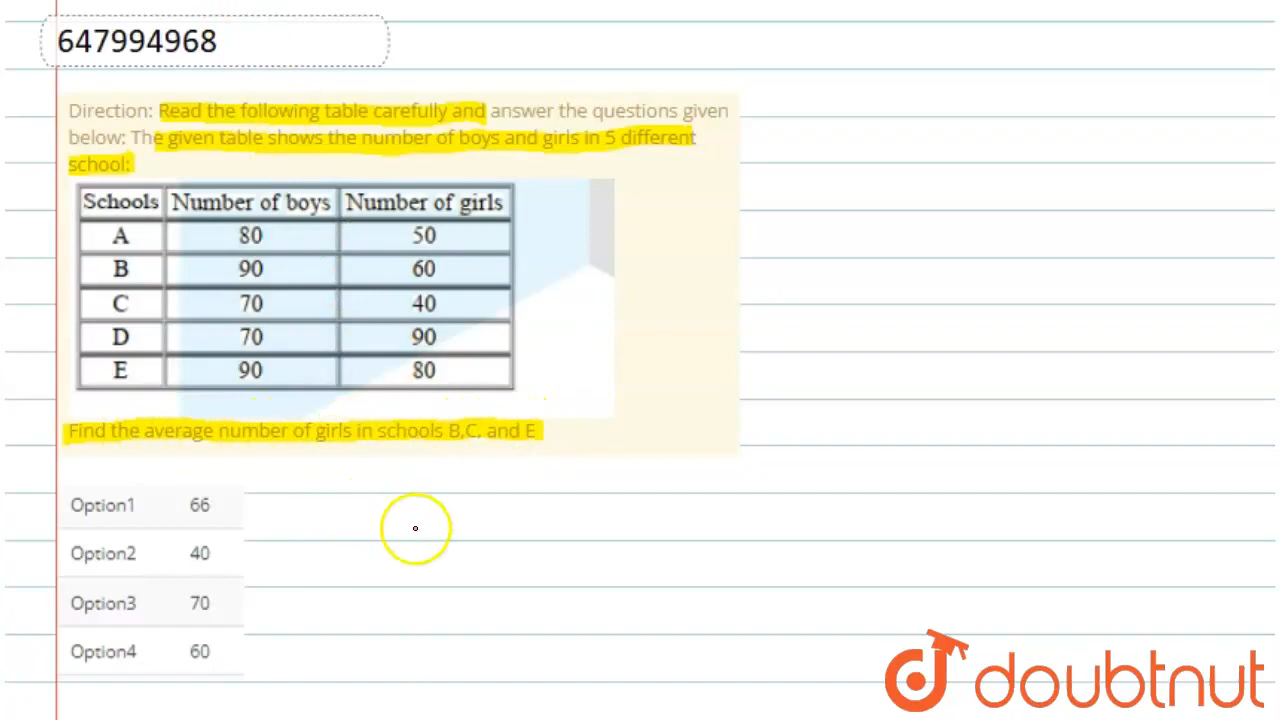 647994968
Direction: Read the following table carefully and answer the questions given
below: The given table shows the number of boys and girls in 5 different
school:
Schools Number of boys Number of girls
A 80 50
B 90 60
C 70 40
D 70 90
E 90 80
Find the average number of girls in schools B,C, and E
Option1 66
Option2 40
Option3 70
Option4 60
doubtnut